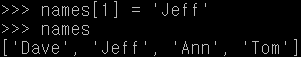 >>> names[1] = 'Jeff'
>>> names
['Dave', 'Jeff', 'Ann', 'Tom']